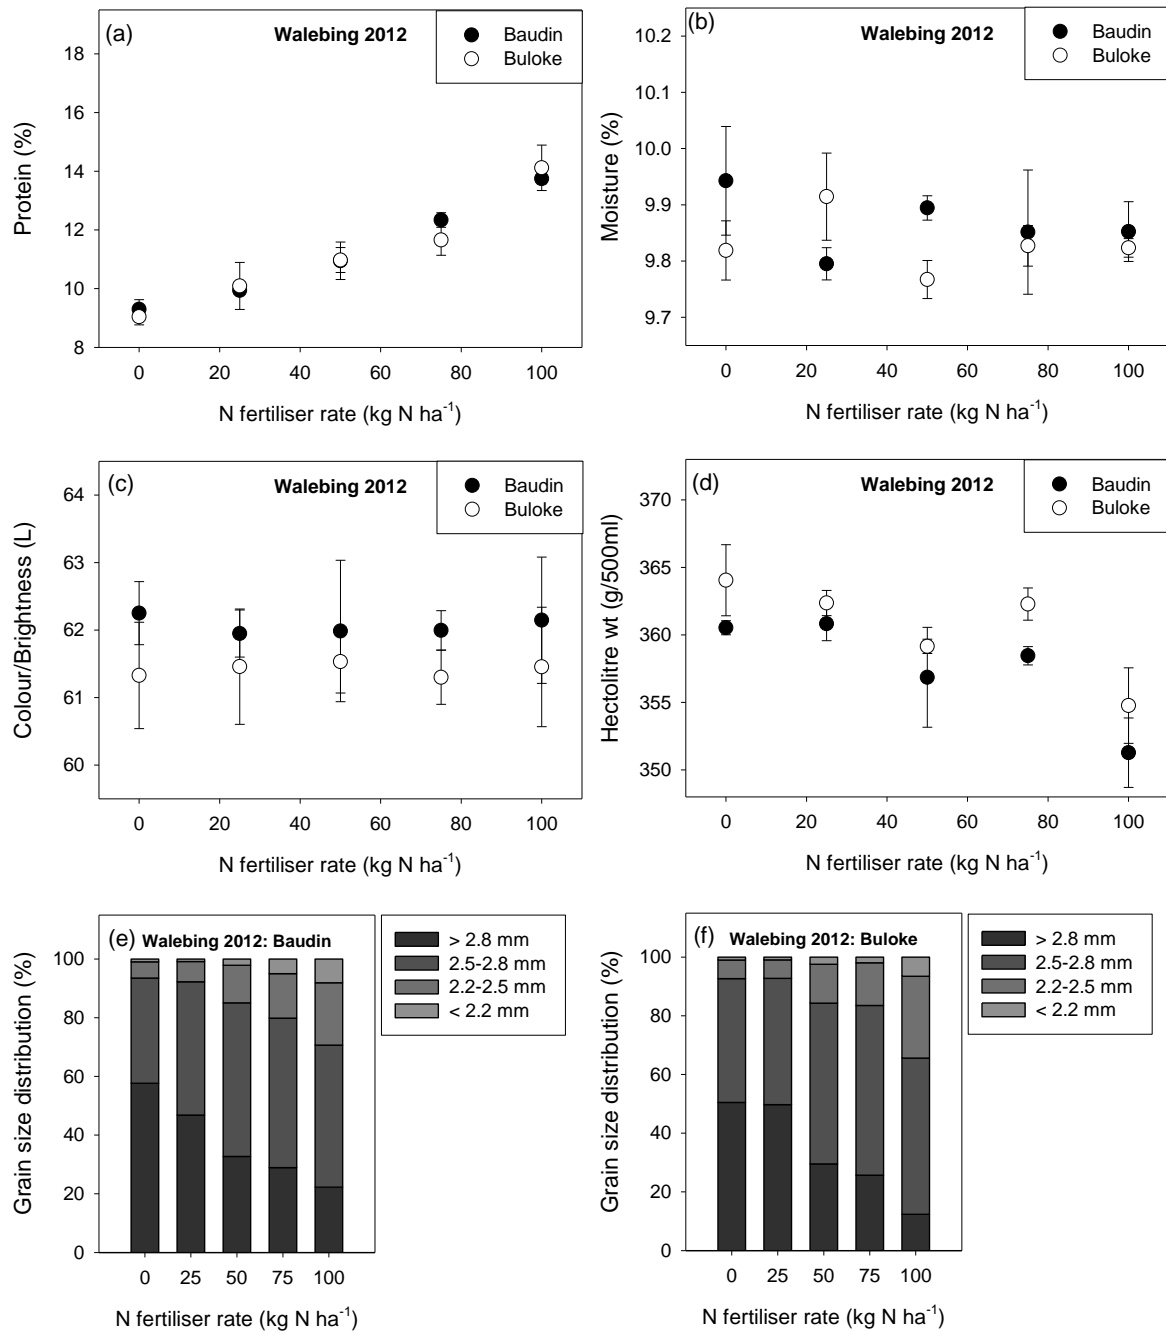 (a)
Walebing 2012
Baudin
Buloke
Protein (%)
18
16
14
12
10
8
0 20 40 60 80 100
N fertiliser rate (kg N ha⁻¹)
(b)
Walebing 2012
Baudin
Buloke
Moisture (%)
10.2
10.1
10.0
9.9
9.8
9.7
0 20 40 60 80 100
N fertiliser rate (kg N ha⁻¹)
(c)
Walebing 2012
Baudin
Buloke
Colour/Brightness (L)
64
63
62
61
60
0 20 40 60 80 100
N fertiliser rate (kg N ha⁻¹)
(d)
Walebing 2012
Baudin
Buloke
Hectolitre wt (g/500ml)
370
365
360
355
350
0 20 40 60 80 100
N fertiliser rate (kg N ha⁻¹)
(e)
Walebing 2012: Baudin
> 2.8 mm
2.5-2.8 mm
2.2-2.5 mm
< 2.2 mm
Grain size distribution (%)
100
80
60
40
20
0
0 25 50 75 100
N fertiliser rate (kg N ha⁻¹)
(f)
Walebing 2012: Buloke
> 2.8 mm
2.5-2.8 mm
2.2-2.5 mm
< 2.2 mm
Grain size distribution (%)
100
80
60
40
20
0
0 25 50 75 100
N fertiliser rate (kg N ha⁻¹)